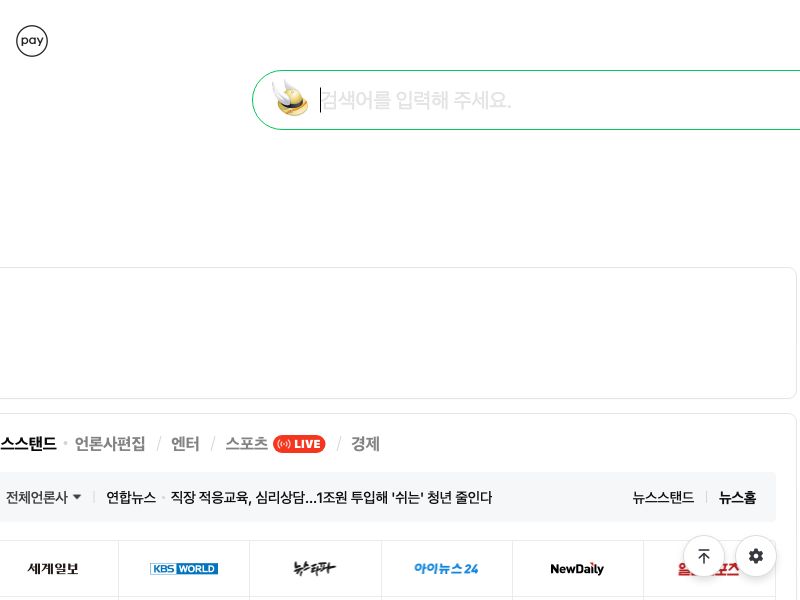 pay
검색어를 입력해 주세요.
스스탠드 · 언론사편집 / 엔터 / 스포츠 LIVE / 경제
전체언론사 연합뉴스 · 직장 적응교육, 심리상담...1조원 투입해 '쉬는' 청년 줄인다 뉴스스탠드 뉴스홈
세계일보 KBS WORLD 뉴스타파 아이뉴스24 NewDaily